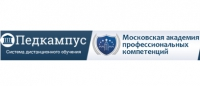 Педкампус
Система дистанционного обучения
Московская академия
профессиональных
компетенций